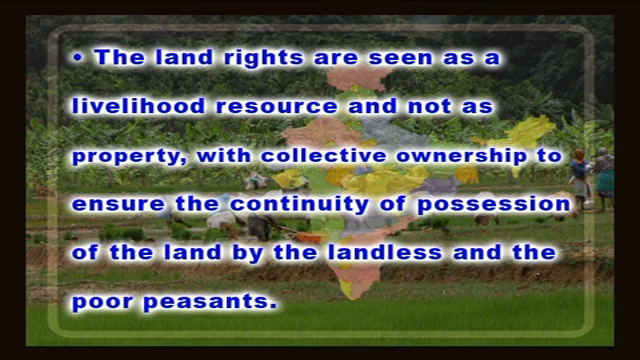 • The land rights are seen as a
livelihood resource and not as
property, with collective ownership to
ensure the continuity of possession
of the land by the landless and the
poor peasants.